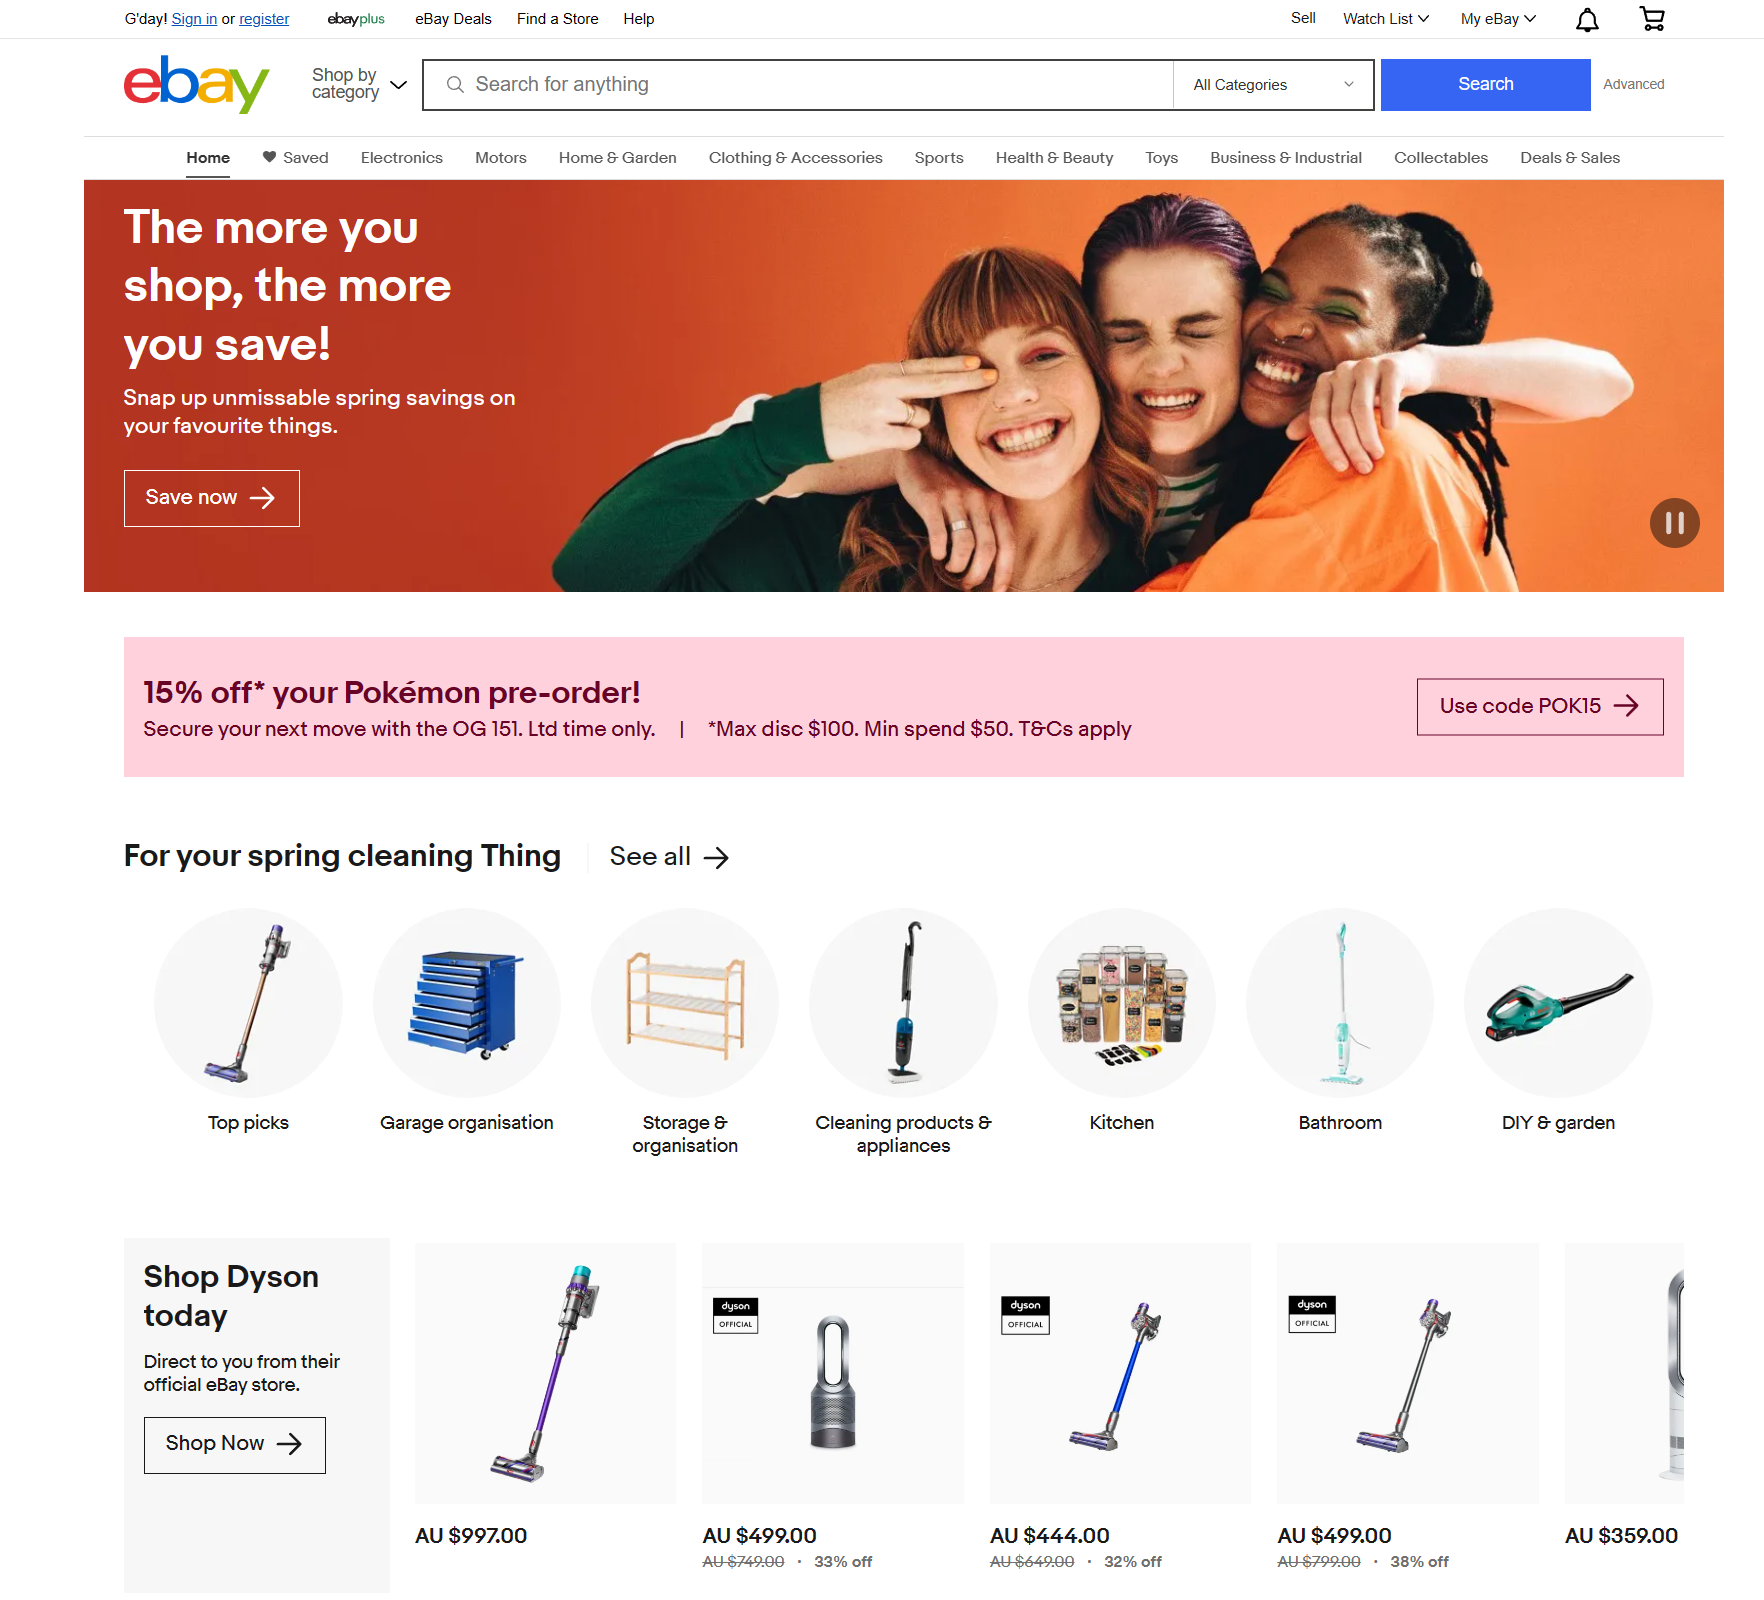 G'day! Sign in or register
ebayplus
eBay Deals
Find a Store
Help
Sell
Watch List
My eBay
ebay
Shop by
category
Search for anything
All Categories
Search
Advanced
Home
Saved
Electronics
Motors
Home & Garden
Clothing & Accessories
Sports
Health & Beauty
Toys
Business & Industrial
Collectables
Deals & Sales
The more you
shop, the more
you save!
Snap up unmissable spring savings on
your favourite things.
Save now
15% off* your Pokémon pre-order!
Secure your next move with the OG 151. Ltd time only. | *Max disc $100. Min spend $50. T&Cs apply
Use code POK15
For your spring cleaning Thing
See all
Top picks
Garage organisation
Storage &
organisation
Cleaning products &
appliances
Kitchen
Bathroom
DIY & garden
Shop Dyson
today
Direct to you from their
official eBay store.
Shop Now
AU $997.00
dyson
OFFICIAL
AU $499.00
AU $749.00 · 33% off
dyson
OFFICIAL
AU $444.00
AU $649.00 · 32% off
dyson
OFFICIAL
AU $499.00
AU $799.00 · 38% off
AU $359.00